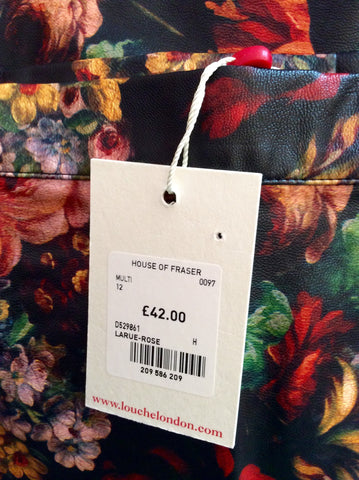 HOUSE OF FRASER
MULTI 0097
12
£42.00
D529861
LARUE-ROSE H
209 586 209
www.louchelondon.com